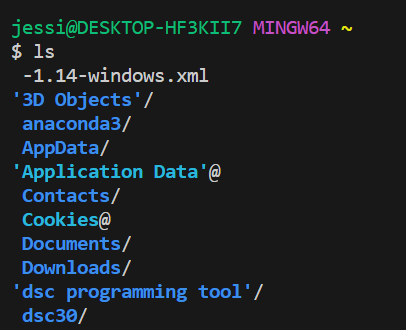 jessi@DESKTOP-HF3KII7 MINGW64 ~
$ ls
 -1.14-windows.xml
'3D Objects'/
 anaconda3/
 AppData/
'Application Data'@
 Contacts/
 Cookies@
 Documents/
 Downloads/
'dsc programming tool'/
 dsc30/